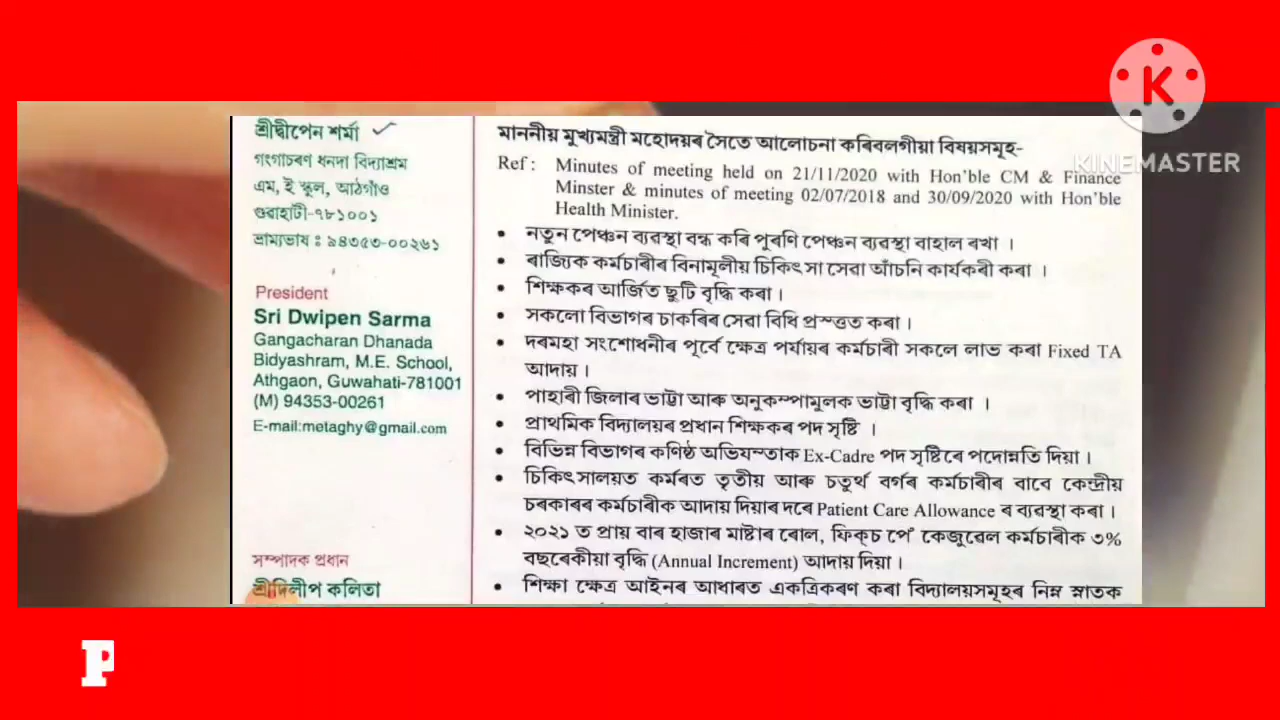 শ্ৰীদ্বীপেন শৰ্মা
গংগাচৰণ ধনদা বিদ্যাশ্ৰম
এম, ই স্কুল, আঠগাঁও
গুৱাহাটী-৭৮১০০১
ভ্ৰাম্যভাষ : ৯৪৩৫৩-০০২৬১
President
Sri Dwipen Sarma
Gangacharan Dhanada
Bidyashram, M.E. School,
Athgaon, Guwahati-781001
(M) 94353-00261
E-mail:metaghy@gmail.com
সম্পাদক প্ৰধান
শ্ৰীদিলীপ কলিতা
মাননীয় মুখ্যমন্ত্ৰী মহোদয়ৰ সৈতে আলোচনা কৰিবলগীয়া বিষয়সমূহ-
Ref : Minutes of meeting held on 21/11/2020 with Hon'ble CM & Finance
Minster & minutes of meeting 02/07/2018 and 30/09/2020 with Hon'ble
Health Minister.
• নতুন পেঞ্চন ব্যৱস্থা বন্ধ কৰি পুৰণি পেঞ্চন ব্যৱস্থা বাহাল ৰখা ।
• ৰাজ্যিক কৰ্মচাৰীৰ বিনামূলীয় চিকিৎসা সেৱা আঁচনি কাৰ্যকৰী কৰা ।
• শিক্ষকৰ আৰ্জিত ছুটি বৃদ্ধি কৰা ।
• সকলো বিভাগৰ চাকৰিৰ সেৱা বিধি প্ৰস্তুত কৰা ।
• দৰমহা সংশোধনীৰ পূৰ্বে ক্ষেত্ৰ পৰ্যায়ৰ কৰ্মচাৰী সকলে লাভ কৰা Fixed TA
আদায় ।
• পাহাৰী জিলাৰ ভাট্টা আৰু অনুকম্পামূলক ভাট্টা বৃদ্ধি কৰা ।
• প্ৰাথমিক বিদ্যালয়ৰ প্ৰধান শিক্ষকৰ পদ সৃষ্টি ।
• বিভিন্ন বিভাগৰ কণিষ্ঠ অভিযন্তাক Ex-Cadre পদ সৃষ্টিৰে পদোন্নতি দিয়া ।
• চিকিৎসালয়ত কৰ্মৰত তৃতীয় আৰু চতুৰ্থ বৰ্গৰ কৰ্মচাৰীৰ বাবে কেন্দ্ৰীয়
চৰকাৰৰ কৰ্মচাৰীক আদায় দিয়াৰ দৰে Patient Care Allowance ৰ ব্যৱস্থা কৰা ।
• ২০২১ ত প্ৰায় বাৰ হাজাৰ মাষ্টাৰ ৰোল, ফিক্চ পে' কেজুৱেল কৰ্মচাৰীক ৩%
বছৰেকীয়া বৃদ্ধি (Annual Increment) আদায় দিয়া ।
• শিক্ষা ক্ষেত্ৰ আইনৰ আধাৰত একত্ৰিকৰণ কৰা বিদ্যালয়সমূহৰ নিম্ন স্নাতক
K
KINEMASTER
P